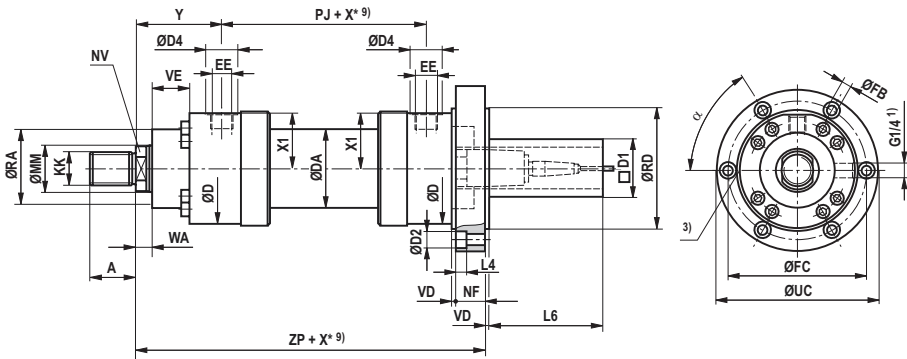 Y
PJ + X* 9)
ØD4
ØD4
NV
VE
EE
EE
ØFB
α
G1/4 1)
ØRA
ØMM
KK
X1
ØDA
X1
□D1
ØRD
ØD
ØD
3)
WA
ØD2
A
L4
ØFC
VD
NF
ØUC
VD
L6
ZP + X* 9)